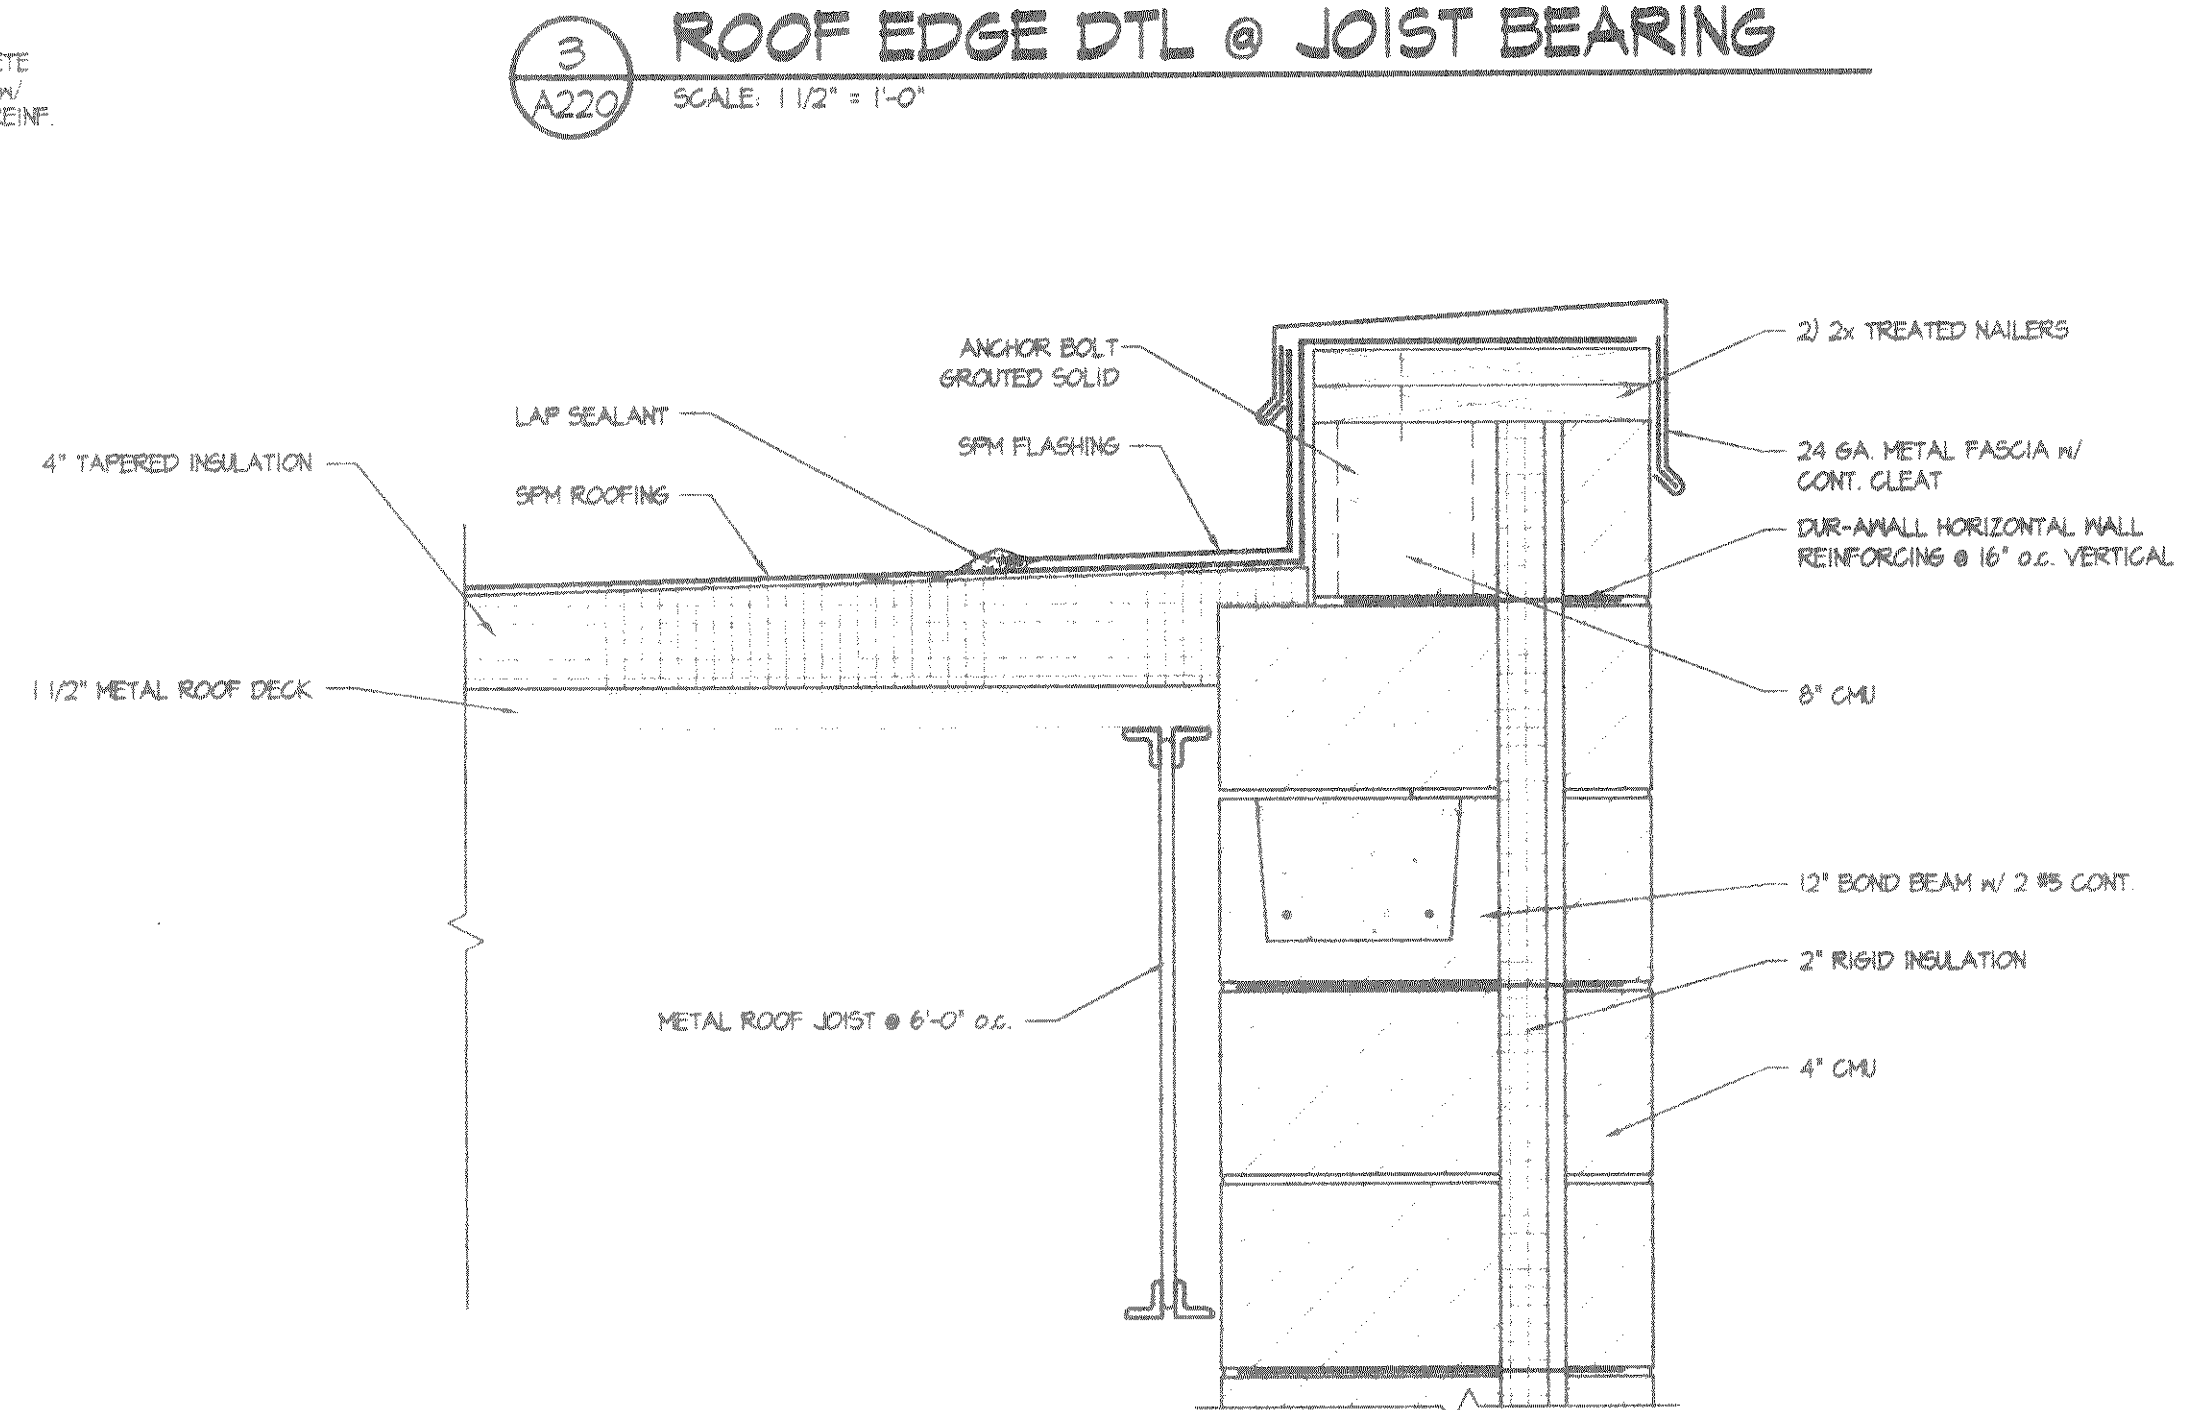 ETE
w/
REINF.
3
A220
ROOF EDGE DTL @ JOIST BEARING
SCALE: 1 1/2" = 1'-0"
ANCHOR BOLT
GROUTED SOLID
2) 2x TREATED NAILERS
LAP SEALANT
SPM FLASHING
24 GA. METAL FASCIA w/
CONT. CLEAT
4" TAPERED INSULATION
SPM ROOFING
DUR-AWALL HORIZONTAL WALL
REINFORCING @ 16" o.c. VERTICAL
1 1/2" METAL ROOF DECK
8" CMU
12" BOND BEAM w/ 2 #5 CONT.
2" RIGID INSULATION
METAL ROOF JOIST @ 6'-0" o.c.
4" CMU